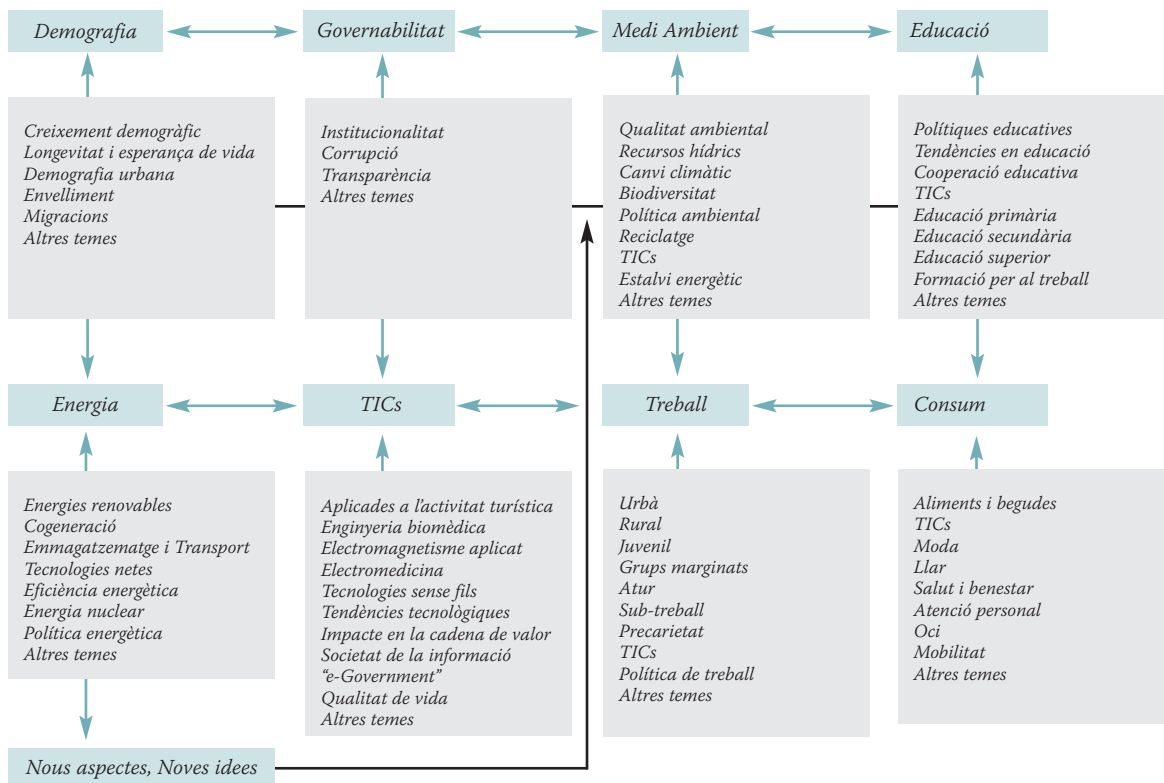 Demografia
Governabilitat
Medi Ambient
Educació
Creixement demogràfic
Longevitat i esperança de vida
Demografia urbana
Envelliment
Migracions
Altres temes
Institucionalitat
Corrupció
Transparència
Altres temes
Qualitat ambiental
Recursos hídrics
Canvi climàtic
Biodiversitat
Política ambiental
Reciclatge
TICs
Estalvi energètic
Altres temes
Polítiques educatives
Tendències en educació
Cooperació educativa
TICs
Educació primària
Educació secundària
Educació superior
Formació per al treball
Altres temes
Energia
TICs
Treball
Consum
Energies renovables
Cogeneració
Emmagatzematge i Transport
Tecnologies netes
Eficiència energètica
Energia nuclear
Política energètica
Altres temes
Aplicades a l'activitat turística
Enginyeria biomèdica
Electromagnetisme aplicat
Electromedicina
Tecnologies sense fils
Tendències tecnològiques
Impacte en la cadena de valor
Societat de la informació
“e-Government”
Qualitat de vida
Altres temes
Urbà
Rural
Juvenil
Grups marginats
Atur
Sub-treball
Precarietat
TICs
Política de treball
Altres temes
Aliments i begudes
TICs
Moda
Llar
Salut i benestar
Atenció personal
Oci
Mobilitat
Altres temes
Nous aspectes, Noves idees